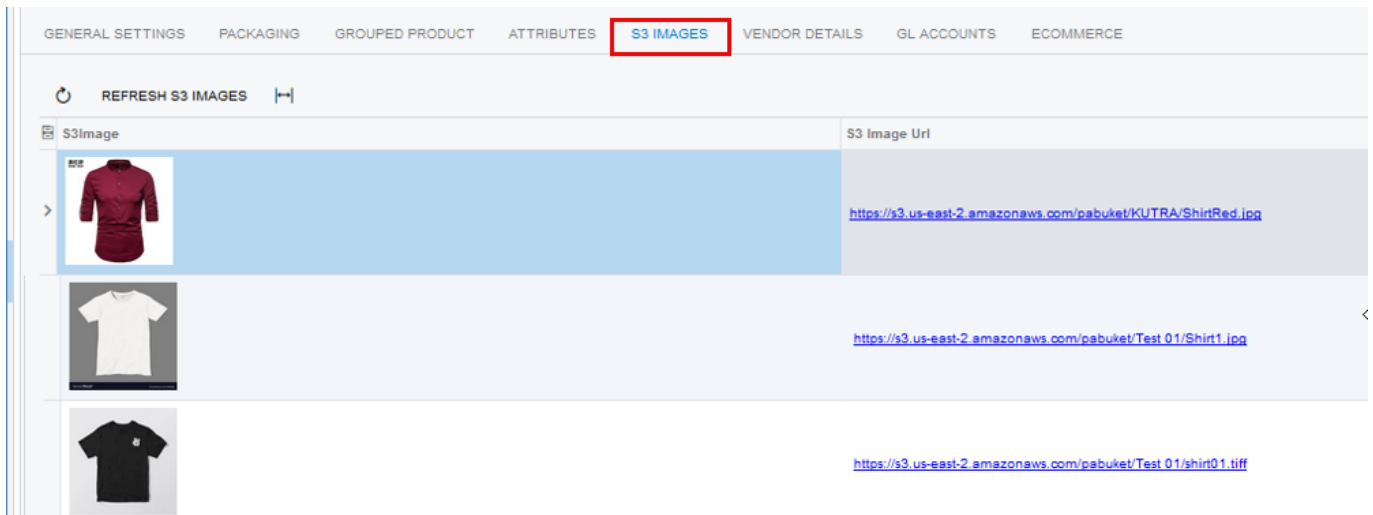 GENERAL SETTINGS PACKAGING GROUPED PRODUCT ATTRIBUTES S3 IMAGES VENDOR DETAILS GL ACCOUNTS ECOMMERCE
REFRESH S3 IMAGES
S3Image S3 Image Url
https://s3.us-east-2.amazonaws.com/pabuket/KUTRA/ShirtRed.jpg
https://s3.us-east-2.amazonaws.com/pabuket/Test 01/Shirt1.jpg
https://s3.us-east-2.amazonaws.com/pabuket/Test 01/shirt01.tiff